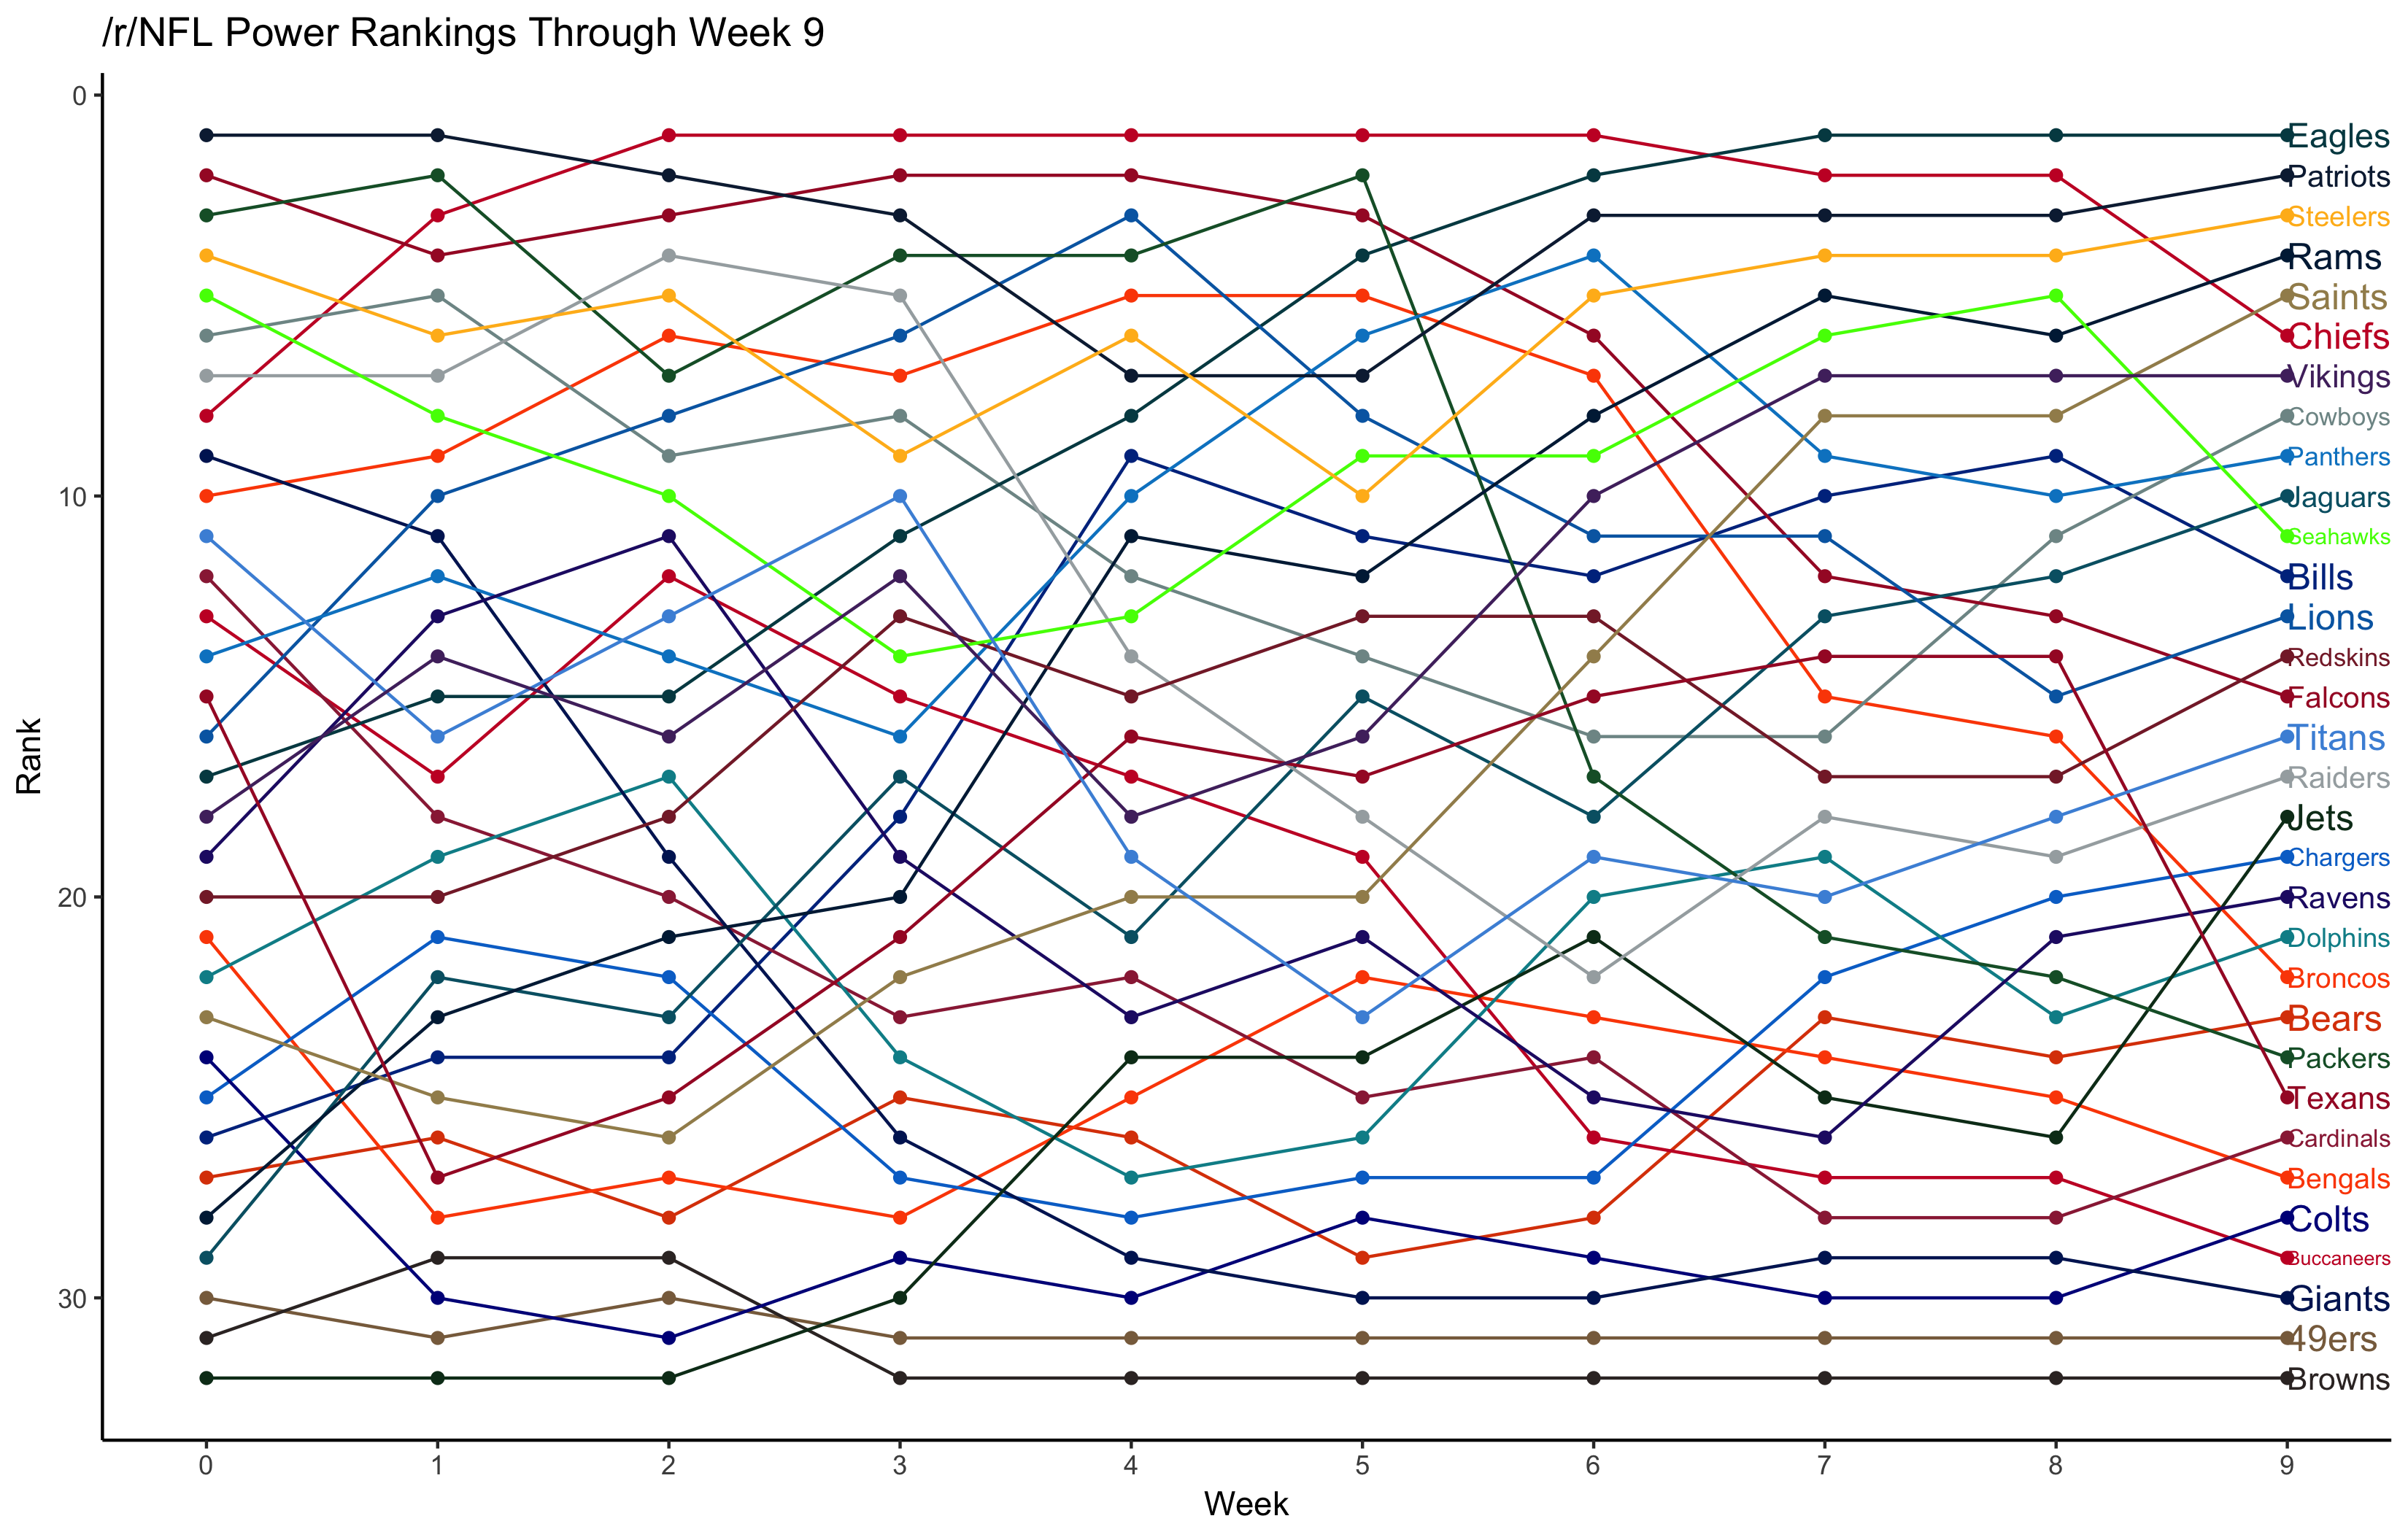 /r/NFL Power Rankings Through Week 9
0
10
20
30
Rank
Eagles
Patriots
Steelers
Rams
Saints
Chiefs
Vikings
Cowboys
Panthers
Jaguars
Seahawks
Bills
Lions
Redskins
Falcons
Titans
Raiders
Jets
Chargers
Ravens
Dolphins
Broncos
Bears
Packers
Texans
Cardinals
Bengals
Colts
Buccaneers
Giants
49ers
Browns
0 1 2 3 4 5 6 7 8 9
Week